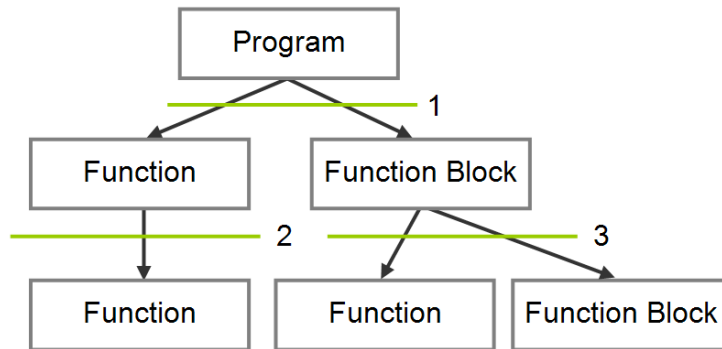 Program
1
Function
Function Block
2
3
Function
Function
Function Block